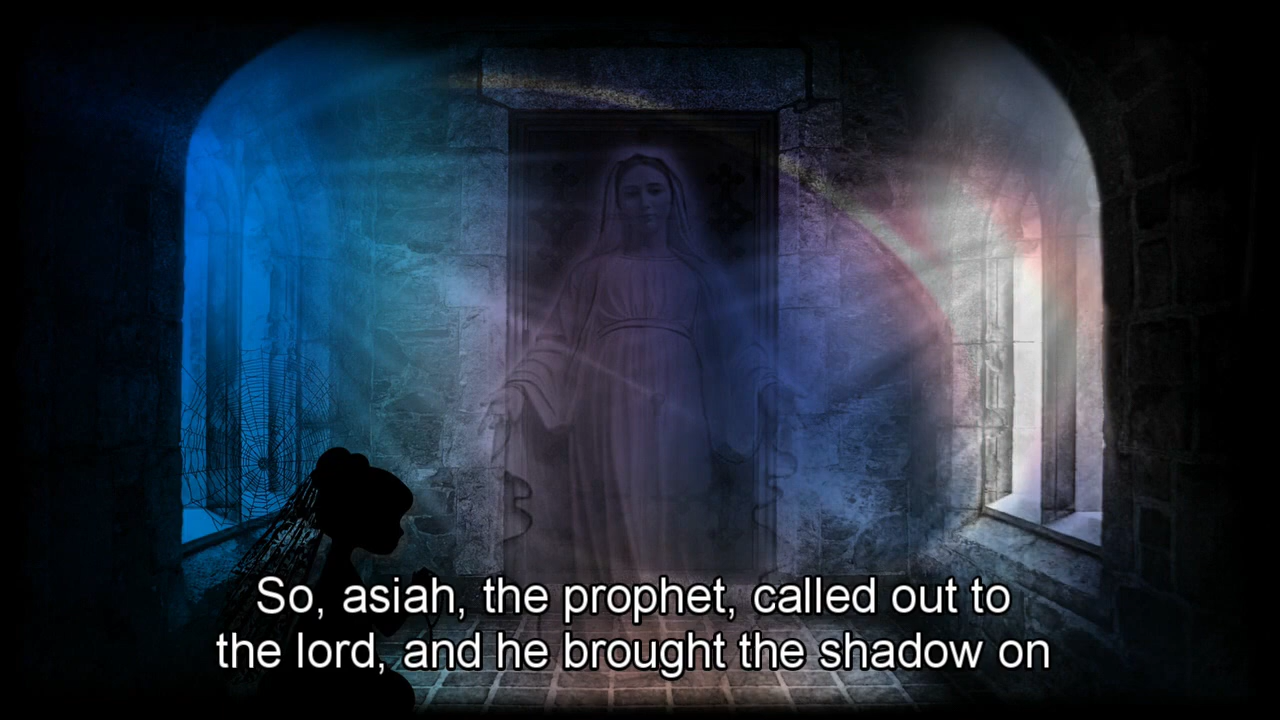 So, asiah, the prophet, called out to
the lord, and he brought the shadow on